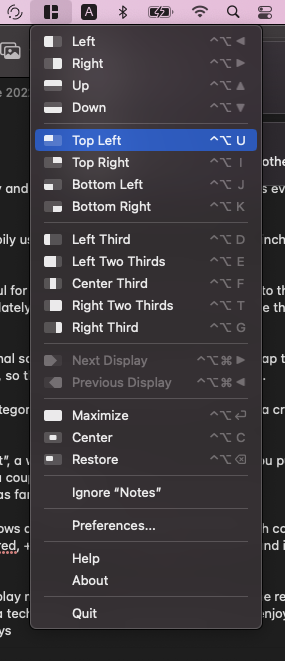 A
Left ⌃⌥◀
Right ⌃⌥▶
Up ⌃⌥▲
Down ⌃⌥▼
Top Left ⌃⌥U
Top Right ⌃⌥I
Bottom Left ⌃⌥J
Bottom Right ⌃⌥K
Left Third ⌃⌥D
Left Two Thirds ⌃⌥E
Center Third ⌃⌥F
Right Two Thirds ⌃⌥T
Right Third ⌃⌥G
Next Display ⌃⌥⌘▶
Previous Display ⌃⌥⌘◀
Maximize ⌃⌥↩
Center ⌃⌥C
Restore ⌃⌥⌫
Ignore “Notes”
Preferences...
Help
About
Quit